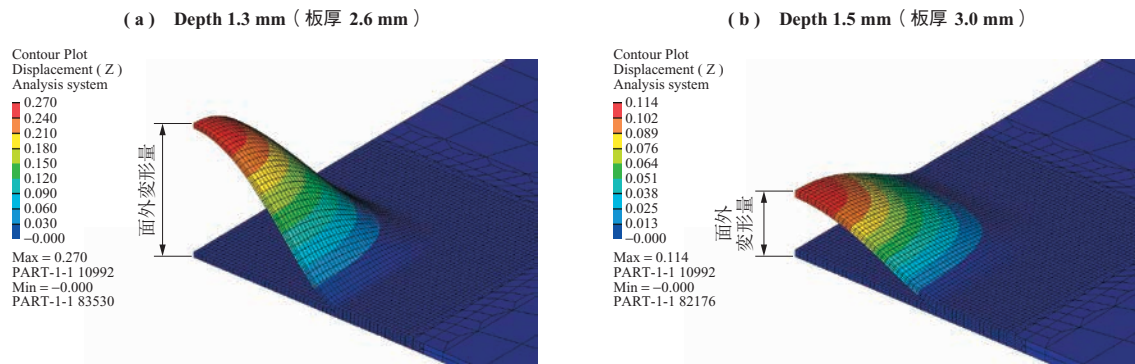 ( a ) Depth 1.3 mm ( 板厚 2.6 mm )
Contour Plot
Displacement ( Z )
Analysis system
0.270
0.240
0.210
0.180
0.150
0.120
0.090
0.060
0.030
−0.000
Max = 0.270
PART-1-1 10992
Min = −0.000
PART-1-1 83530
面外変形量
( b ) Depth 1.5 mm ( 板厚 3.0 mm )
Contour Plot
Displacement ( Z )
Analysis system
0.114
0.102
0.089
0.076
0.064
0.051
0.038
0.025
0.013
−0.000
Max = 0.114
PART-1-1 10992
Min = −0.000
PART-1-1 82176
面外
変形量